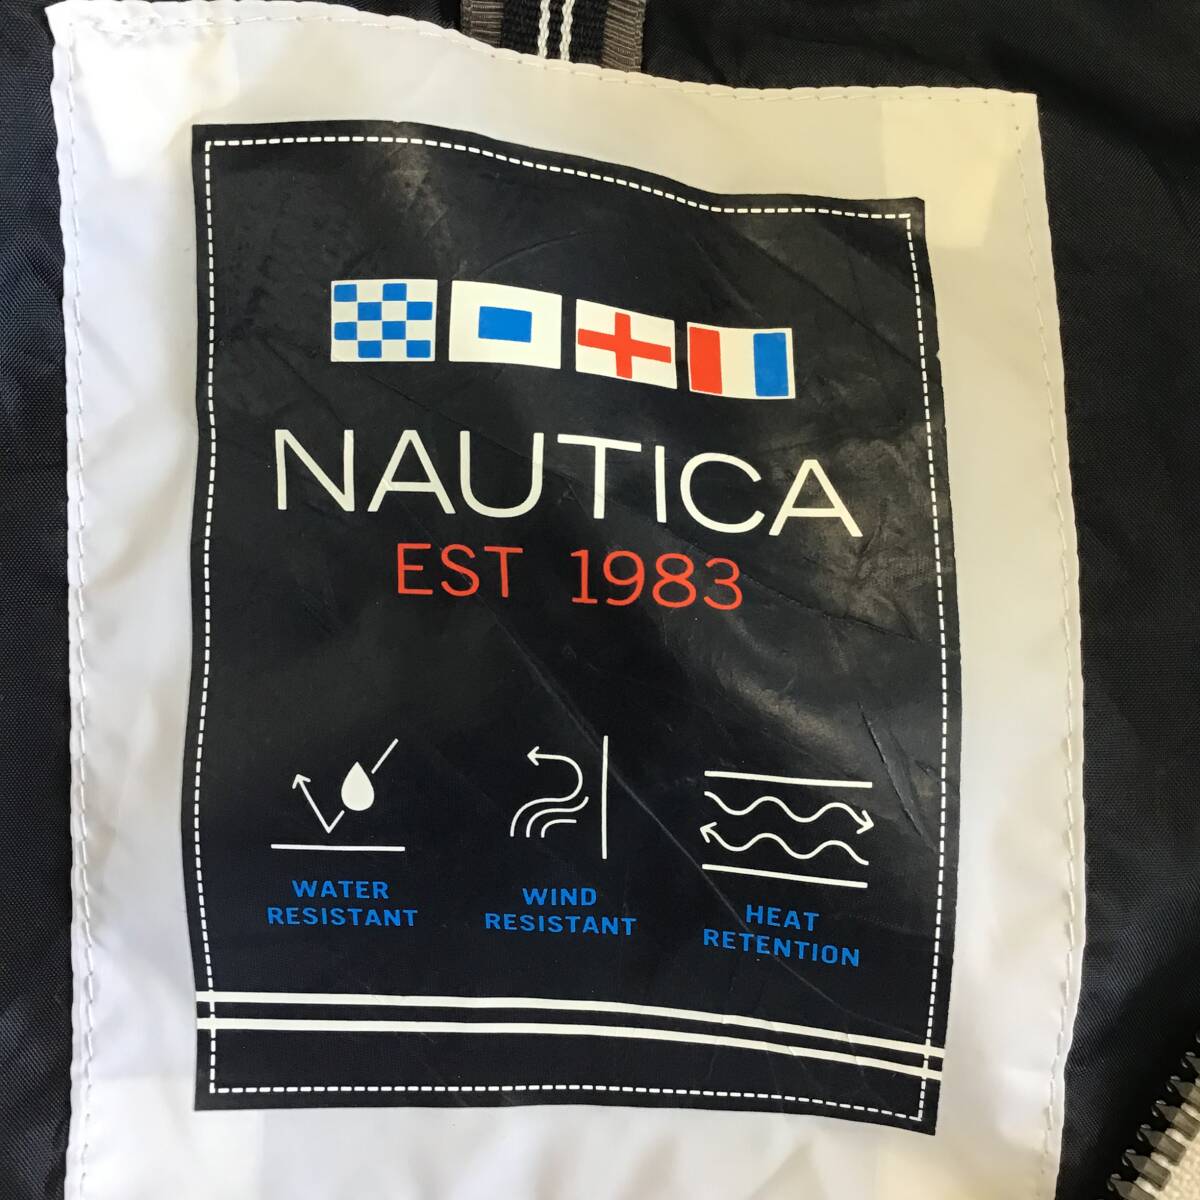 NAUTICA
EST 1983
WATER
RESISTANT
WIND
RESISTANT
HEAT
RETENTION